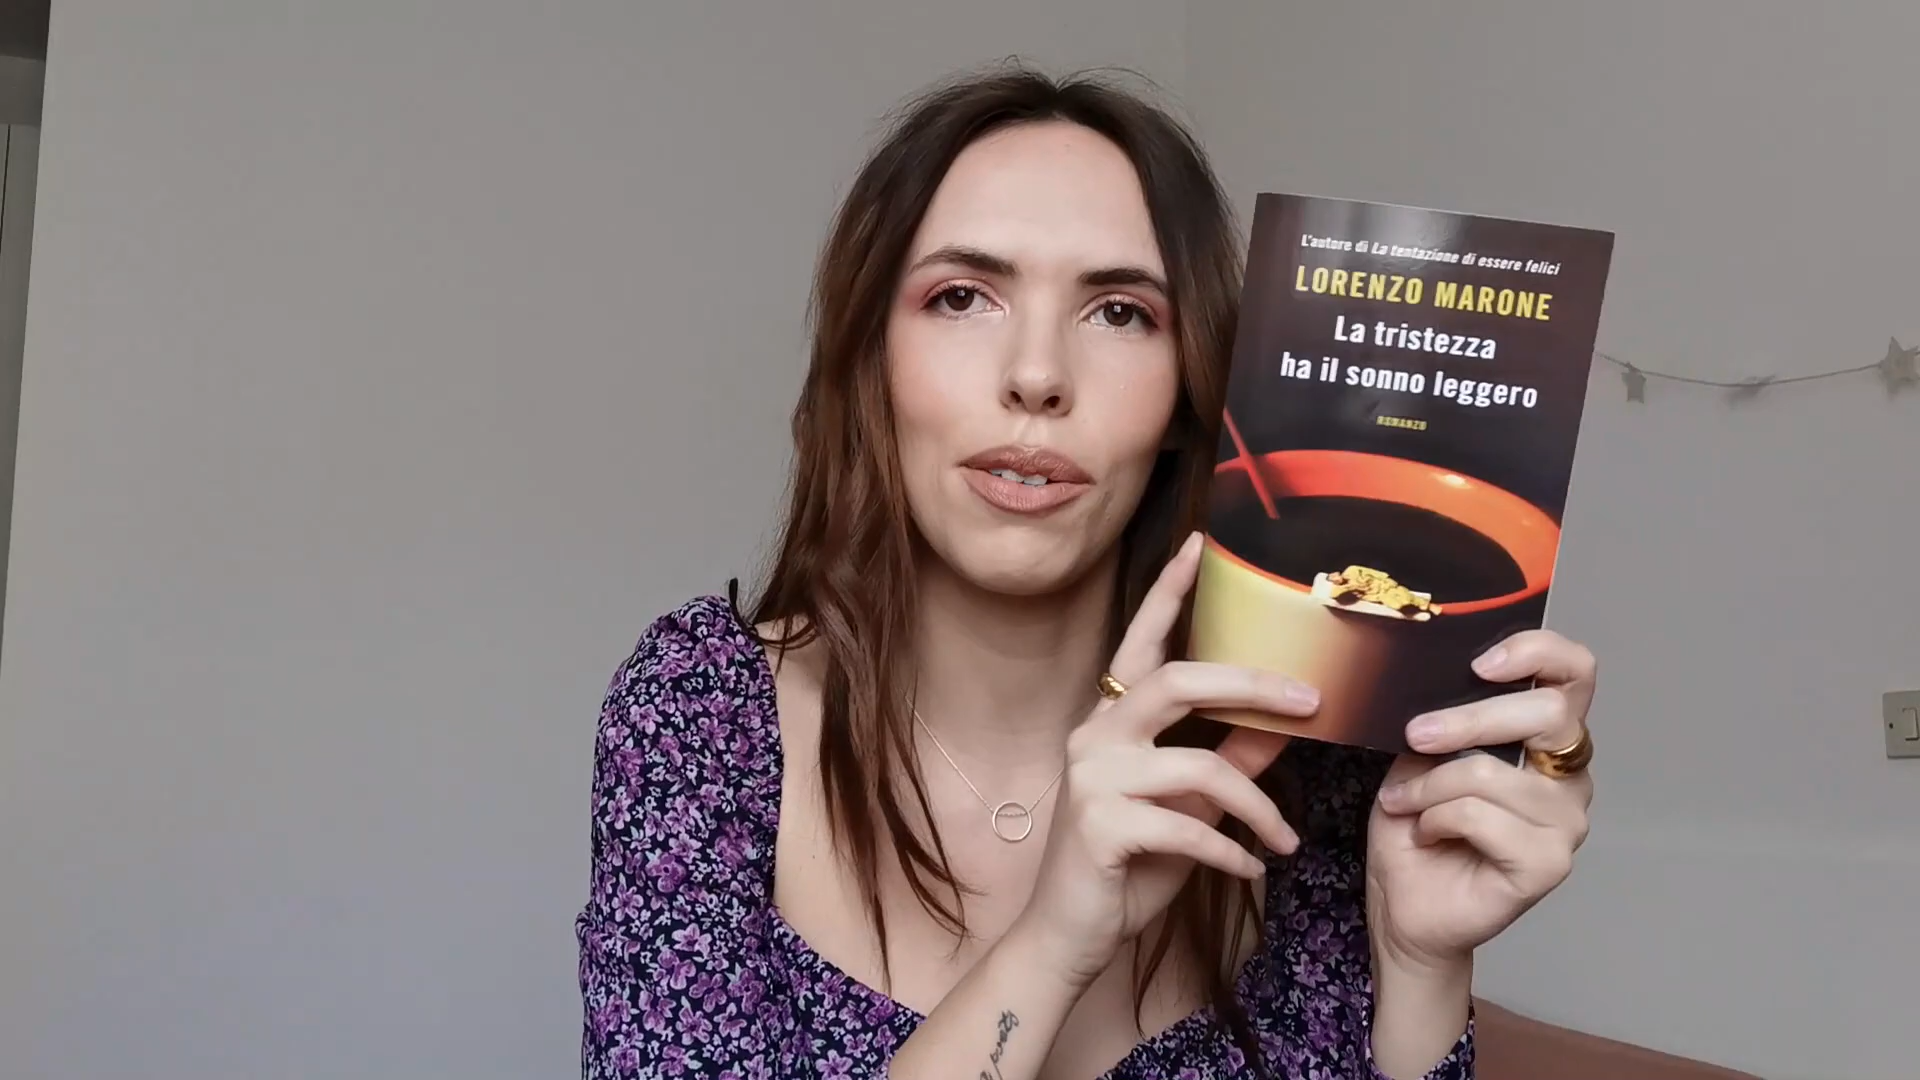 L'autore di La tentazione di essere felici
LORENZO MARONE
La tristezza
ha il sonno leggero
ROMANZO